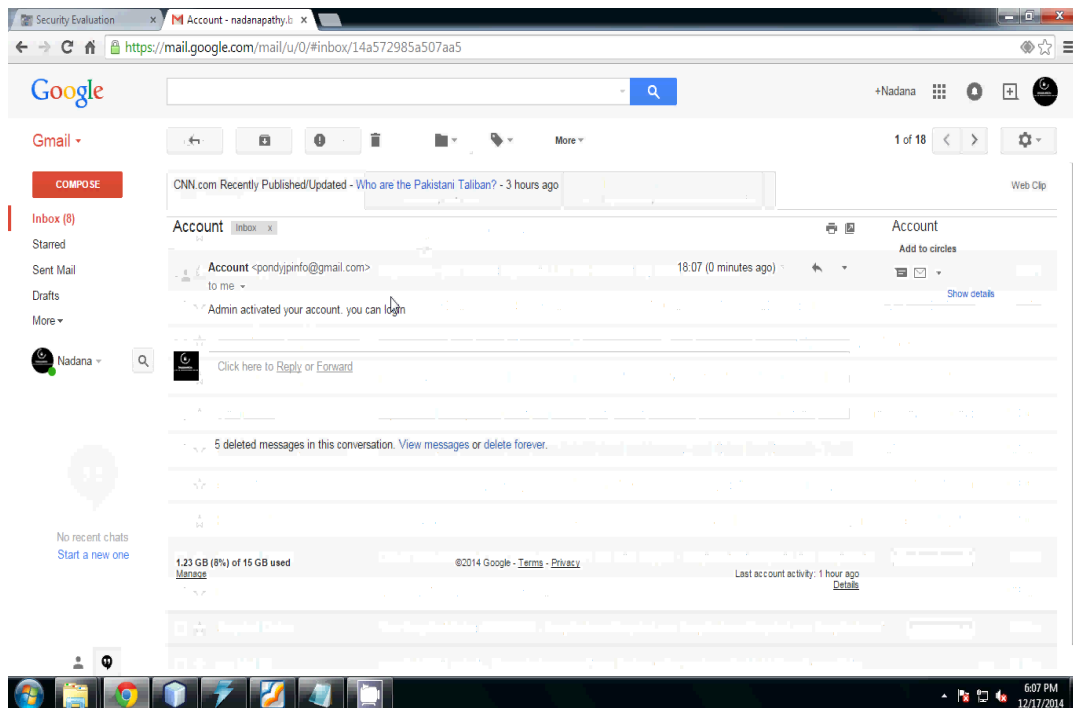 Security Evaluation x
Account - nadanapathy.b x
https://mail.google.com/mail/u/0/#inbox/14a572985a507aa5
Google
+Nadana
Gmail
More
1 of 18
COMPOSE
CNN.com Recently Published/Updated - Who are the Pakistani Taliban? - 3 hours ago
Web Clip
Inbox (8)
Starred
Sent Mail
Drafts
More
Account Inbox x
Account
Add to circles
Account <pondyjpinfo@gmail.com>
18:07 (0 minutes ago)
to me
Show details
Admin activated your account. you can login
Nadana
Click here to Reply or Forward
5 deleted messages in this conversation. View messages or delete forever.
No recent chats
Start a new one
1.23 GB (8%) of 15 GB used
Manage
©2014 Google - Terms - Privacy
Last account activity: 1 hour ago
Details
6:07 PM
12/17/2014